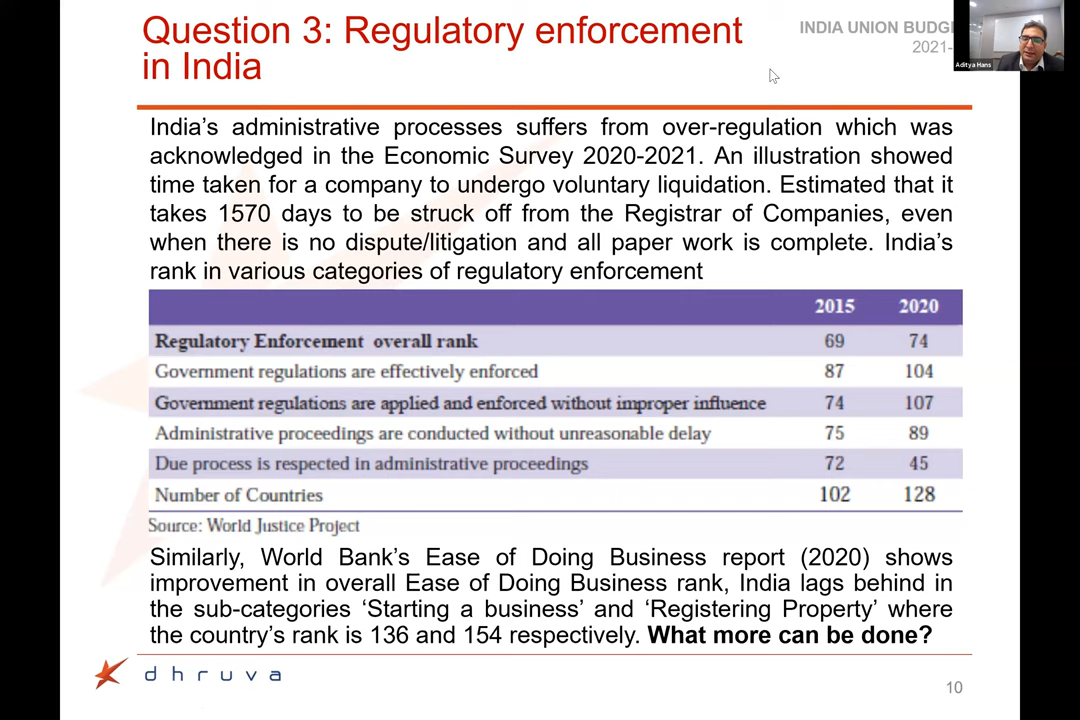 Question 3: Regulatory enforcement
in India
INDIA UNION BUDG
2021-
Aditya Hans
India’s administrative processes suffers from over-regulation which was
acknowledged in the Economic Survey 2020-2021. An illustration showed
time taken for a company to undergo voluntary liquidation. Estimated that it
takes 1570 days to be struck off from the Registrar of Companies, even
when there is no dispute/litigation and all paper work is complete. India’s
rank in various categories of regulatory enforcement
2015 2020
Regulatory Enforcement overall rank 69 74
Government regulations are effectively enforced 87 104
Government regulations are applied and enforced without improper influence 74 107
Administrative proceedings are conducted without unreasonable delay 75 89
Due process is respected in administrative proceedings 72 45
Number of Countries 102 128
Source: World Justice Project
Similarly, World Bank’s Ease of Doing Business report (2020) shows
improvement in overall Ease of Doing Business rank, India lags behind in
the sub-categories ‘Starting a business’ and ‘Registering Property’ where
the country’s rank is 136 and 154 respectively. What more can be done?
dhruva
10